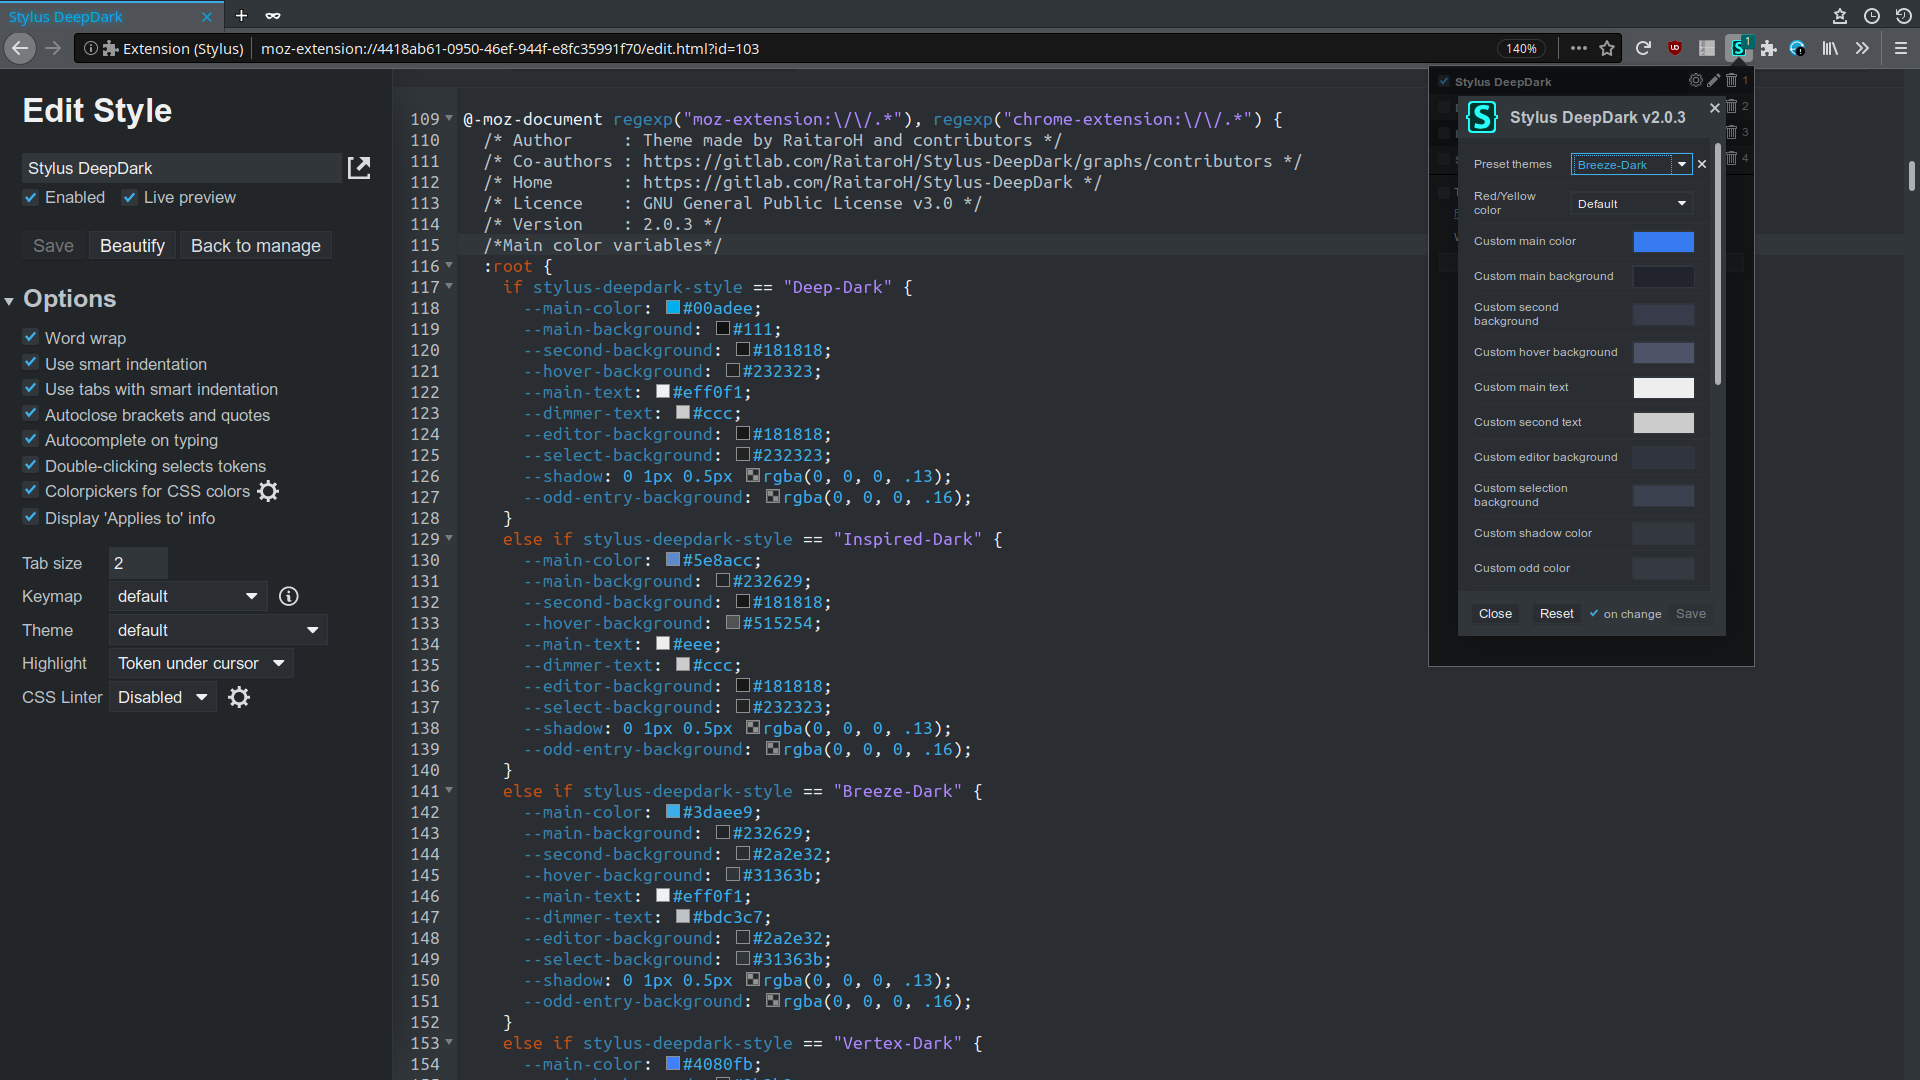 Stylus DeepDark
Extension (Stylus)
moz-extension://4418ab61-0950-46ef-944f-e8fc35991f70/edit.html?id=103
140%
1
Edit Style
Stylus DeepDark
Enabled
Live preview
Save
Beautify
Back to manage
Options
Word wrap
Use smart indentation
Use tabs with smart indentation
Autoclose brackets and quotes
Autocomplete on typing
Double-clicking selects tokens
Colorpickers for CSS colors
Display 'Applies to' info
Tab size 2
Keymap default
Theme default
Highlight Token under cursor
CSS Linter Disabled
109 @-moz-document regexp("moz-extension:\/\/.*"), regexp("chrome-extension:\/\/.*") {
110 /* Author : Theme made by RaitaroH and contributors */
111 /* Co-authors : https://gitlab.com/RaitaroH/Stylus-DeepDark/graphs/contributors */
112 /* Home : https://gitlab.com/RaitaroH/Stylus-DeepDark */
113 /* Licence : GNU General Public License v3.0 */
114 /* Version : 2.0.3 */
115 /*Main color variables*/
116 :root {
117 if stylus-deepdark-style == "Deep-Dark" {
118 --main-color: #00adee;
119 --main-background: #111;
120 --second-background: #181818;
121 --hover-background: #232323;
122 --main-text: #eff0f1;
123 --dimmer-text: #ccc;
124 --editor-background: #181818;
125 --select-background: #232323;
126 --shadow: 0 1px 0.5px rgba(0, 0, 0, .13);
127 --odd-entry-background: rgba(0, 0, 0, .16);
128 }
129 else if stylus-deepdark-style == "Inspired-Dark" {
130 --main-color: #5e8acc;
131 --main-background: #232629;
132 --second-background: #181818;
133 --hover-background: #515254;
134 --main-text: #eee;
135 --dimmer-text: #ccc;
136 --editor-background: #181818;
137 --select-background: #232323;
138 --shadow: 0 1px 0.5px rgba(0, 0, 0, .13);
139 --odd-entry-background: rgba(0, 0, 0, .16);
140 }
141 else if stylus-deepdark-style == "Breeze-Dark" {
142 --main-color: #3daee9;
143 --main-background: #232629;
144 --second-background: #2a2e32;
145 --hover-background: #31363b;
146 --main-text: #eff0f1;
147 --dimmer-text: #bdc3c7;
148 --editor-background: #2a2e32;
149 --select-background: #31363b;
150 --shadow: 0 1px 0.5px rgba(0, 0, 0, .13);
151 --odd-entry-background: rgba(0, 0, 0, .16);
152 }
153 else if stylus-deepdark-style == "Vertex-Dark" {
154 --main-color: #4080fb;
Stylus DeepDark 1
2
3
4
S Stylus DeepDark v2.0.3
Preset themes Breeze-Dark
Red/Yellow
color
Default
Custom main color
Custom main background
Custom second
background
Custom hover background
Custom main text
Custom second text
Custom editor background
Custom selection
background
Custom shadow color
Custom odd color
Close
Reset
on change
Save